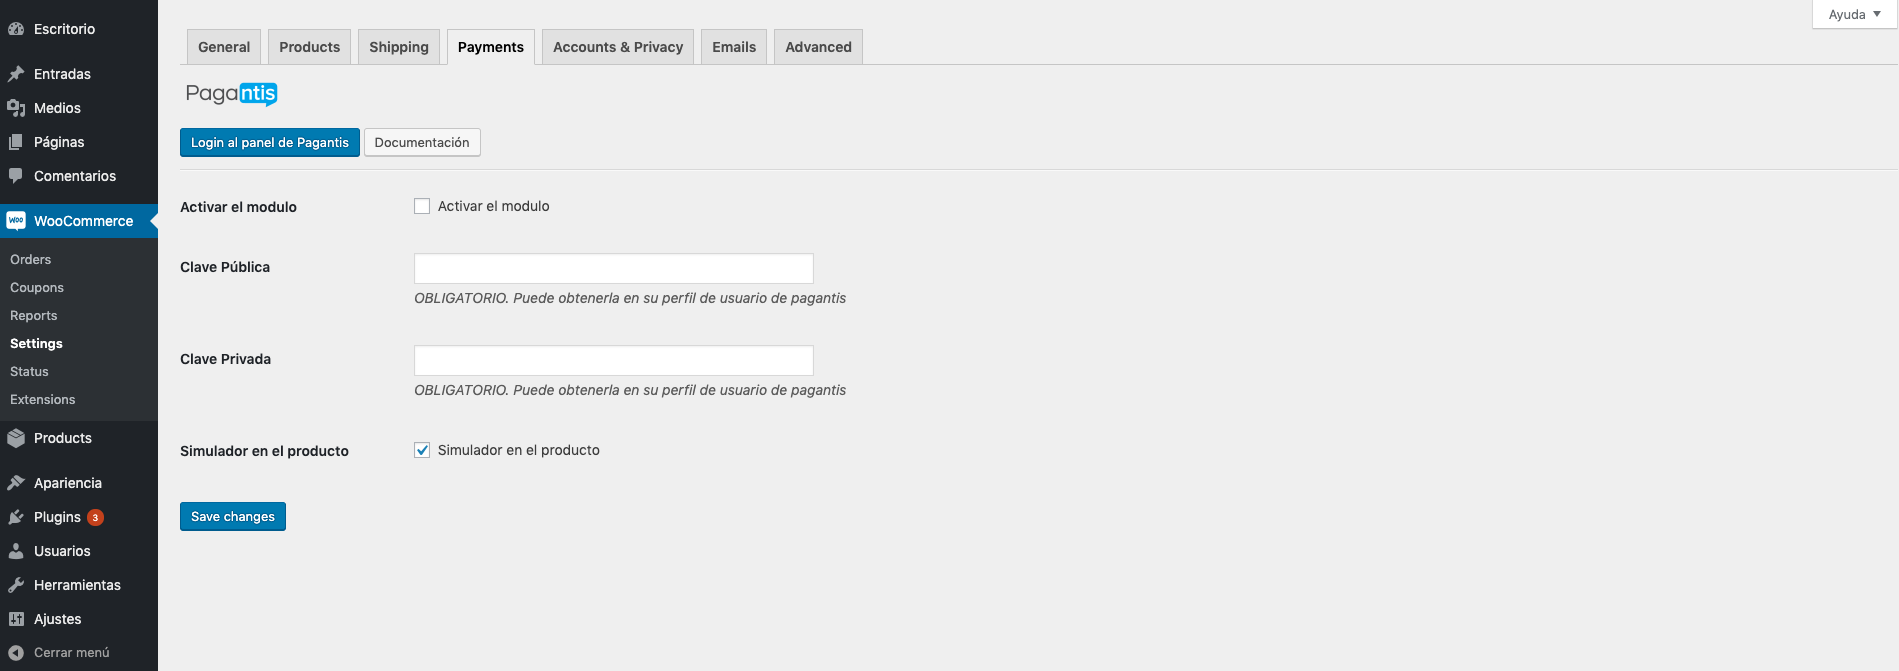 Ayuda
Escritorio
Entradas
Medios
Páginas
Comentarios
WooCommerce
Orders
Coupons
Reports
Settings
Status
Extensions
Products
Apariencia
Plugins 3
Usuarios
Herramientas
Ajustes
Cerrar menú
General Products Shipping Payments Accounts & Privacy Emails Advanced
Pagantis
Login al panel de Pagantis Documentación
Activar el modulo Activar el modulo
Clave Pública
OBLIGATORIO. Puede obtenerla en su perfil de usuario de pagantis
Clave Privada
OBLIGATORIO. Puede obtenerla en su perfil de usuario de pagantis
Simulador en el producto Simulador en el producto
Save changes